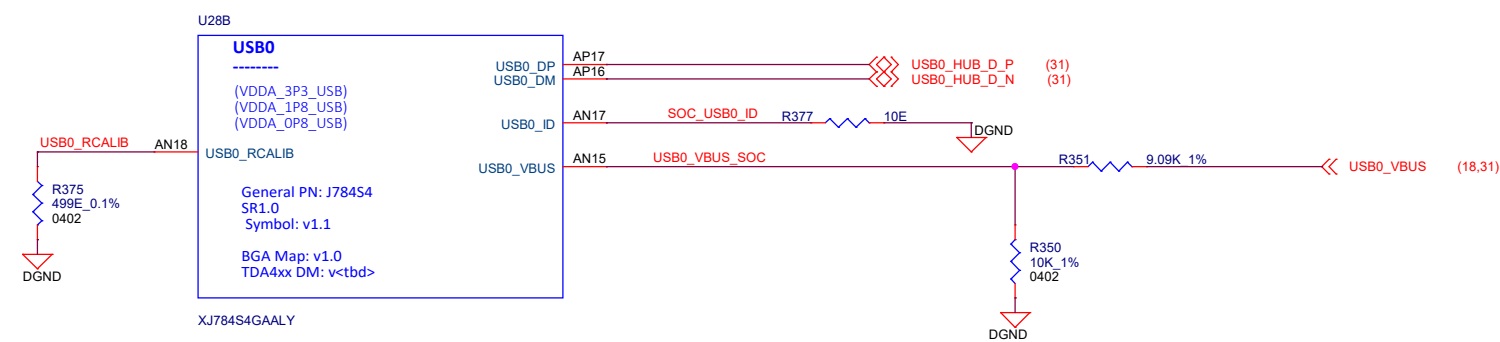 U28B
USB0
--------
(VDDA_3P3_USB)
(VDDA_1P8_USB)
(VDDA_0P8_USB)
USB0_DP
USB0_DM
USB0_ID
USB0_VBUS
USB0_RCALIB
General PN: J784S4
SR1.0
Symbol: v1.1
BGA Map: v1.0
TDA4xx DM: v<tbd>
XJ784S4GAALY
USB0_RCALIB AN18
R375
499E_0.1%
0402
DGND
AP17 USB0_HUB_D_P (31)
AP16 USB0_HUB_D_N (31)
AN17 SOC_USB0_ID R377 10E
DGND
AN15 USB0_VBUS_SOC R351 9.09K_1% USB0_VBUS (18,31)
R350
10K_1%
0402
DGND